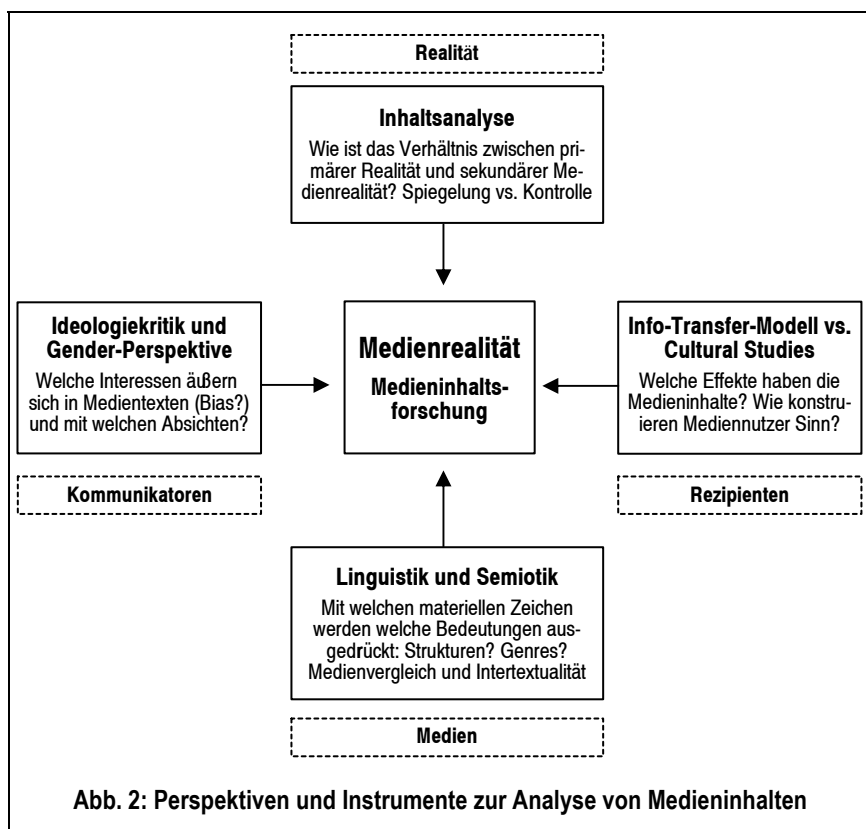 Realität
Inhaltsanalyse
Wie ist das Verhältnis zwischen pri-
märer Realität und sekundärer Me-
dienrealität? Spiegelung vs. Kontrolle
Ideologiekritik und
Gender-Perspektive
Welche Interessen äußern
sich in Medientexten (Bias?)
und mit welchen Absichten?
Kommunikatoren
Medienrealität
Medieninhalts-
forschung
Info-Transfer-Modell vs.
Cultural Studies
Welche Effekte haben die
Medieninhalte? Wie konstru-
ieren Mediennutzer Sinn?
Rezipienten
Linguistik und Semiotik
Mit welchen materiellen Zeichen
werden welche Bedeutungen aus-
gedrückt: Strukturen? Genres?
Medienvergleich und Intertextualität
Medien
Abb. 2: Perspektiven und Instrumente zur Analyse von Medieninhalten